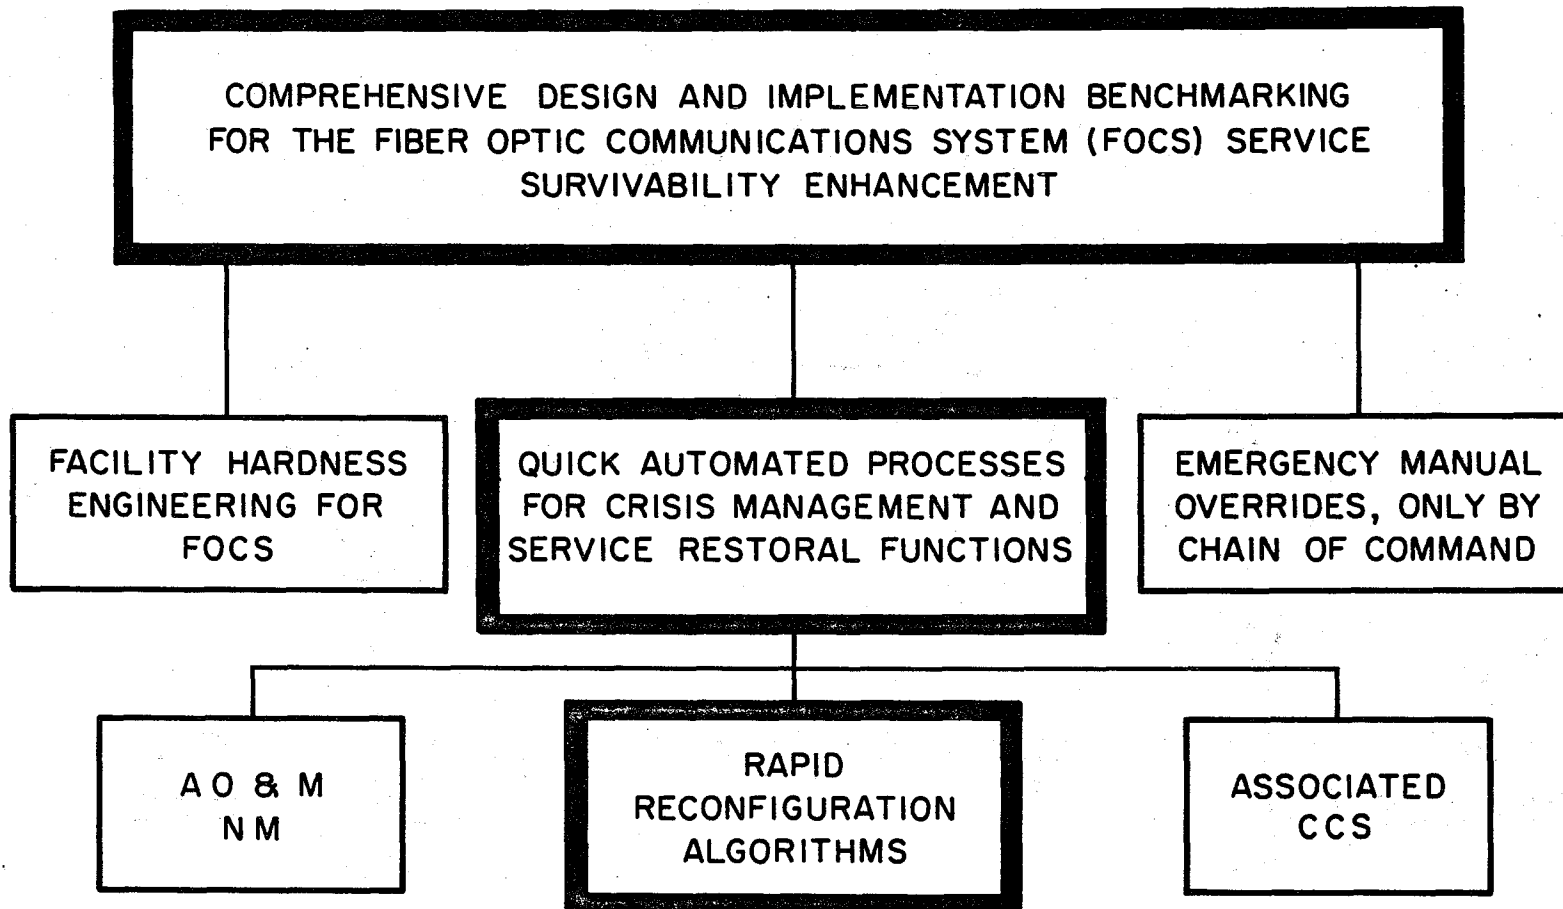 COMPREHENSIVE DESIGN AND IMPLEMENTATION BENCHMARKING
FOR THE FIBER OPTIC COMMUNICATIONS SYSTEM (FOCS) SERVICE
SURVIVABILITY ENHANCEMENT
FACILITY HARDNESS
ENGINEERING FOR
FOCS
QUICK AUTOMATED PROCESSES
FOR CRISIS MANAGEMENT AND
SERVICE RESTORAL FUNCTIONS
EMERGENCY MANUAL
OVERRIDES, ONLY BY
CHAIN OF COMMAND
A O & M
N M
RAPID
RECONFIGURATION
ALGORITHMS
ASSOCIATED
CCS